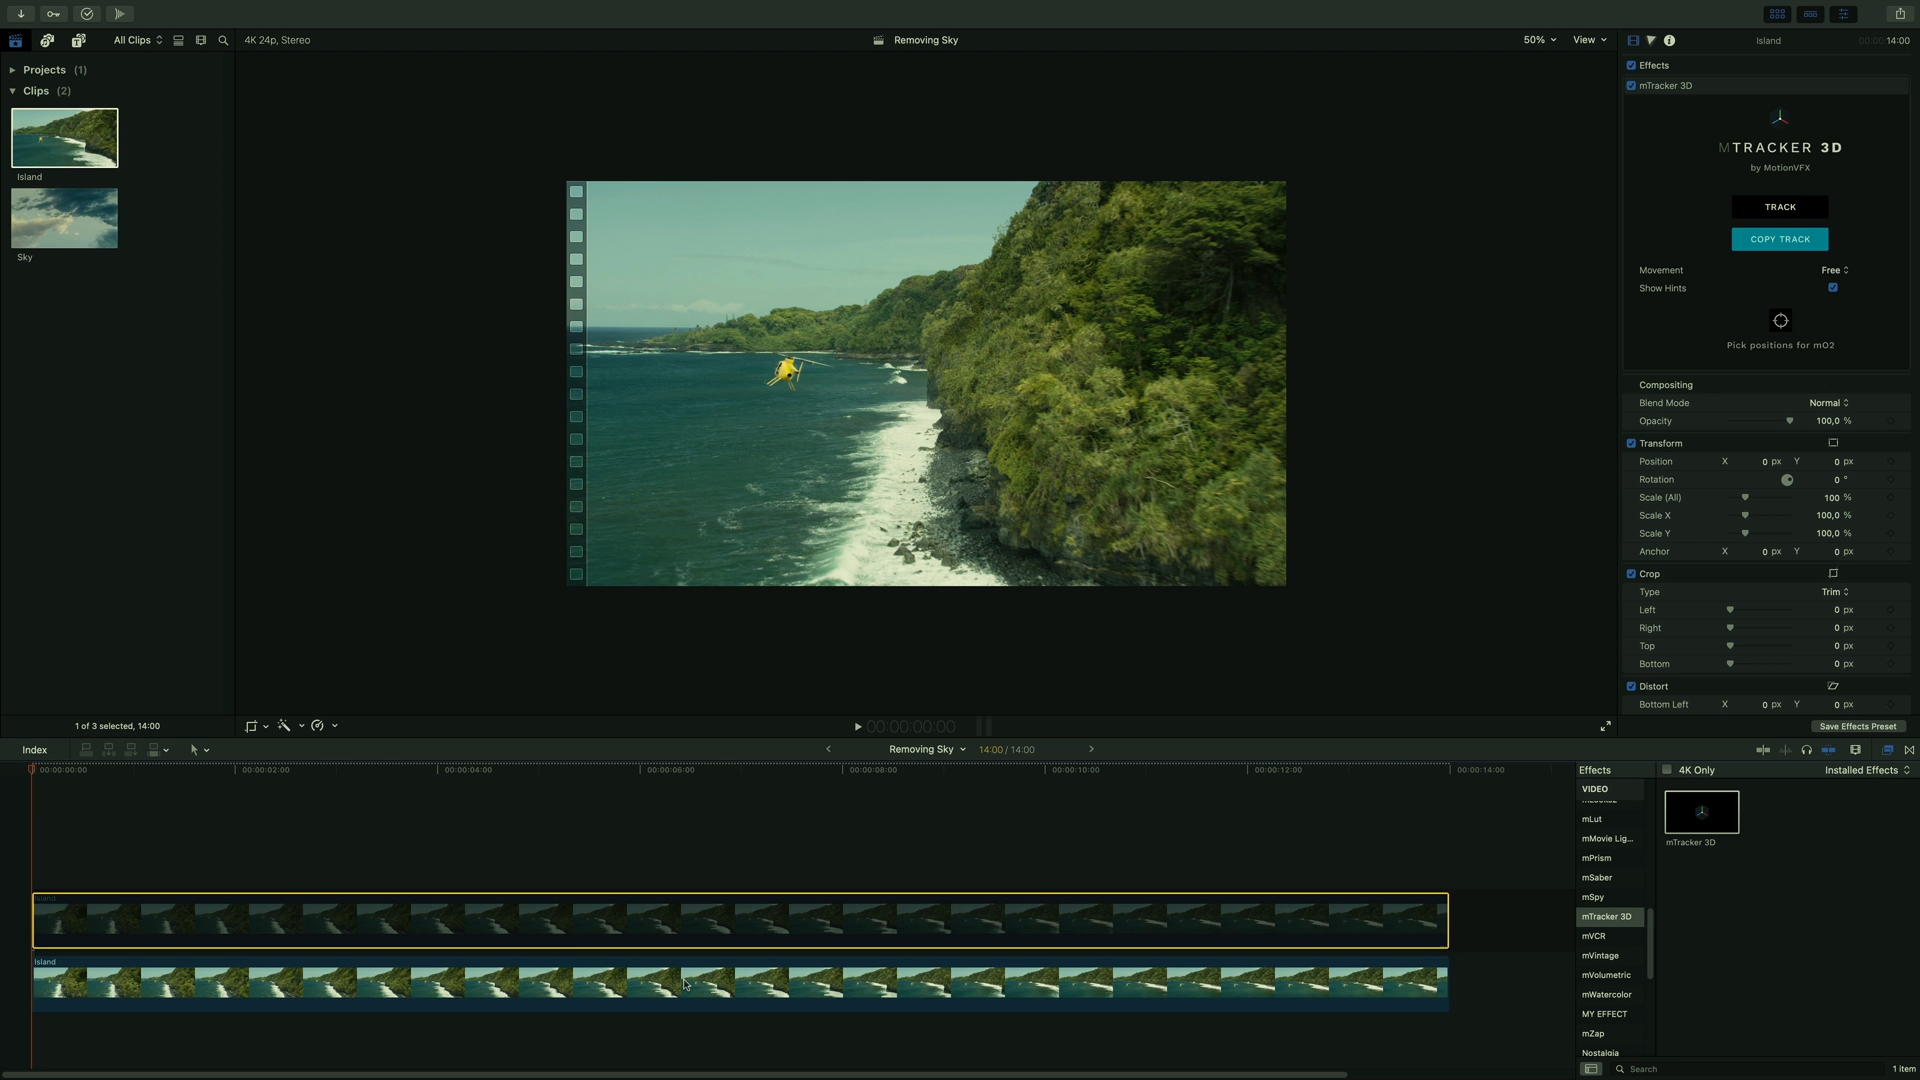 All Clips
4K 24p, Stereo
Removing Sky
50%
View
Island
00:00:14:00
Projects (1)
Clips (2)
Island
Sky
Effects
mTracker 3D
MTRACKER 3D
by MotionVFX
TRACK
COPY TRACK
Movement Free
Show Hints
Pick positions for mO2
Compositing
Blend Mode Normal
Opacity 100,0 %
Transform
Position X 0 px Y 0 px
Rotation 0 °
Scale (All) 100 %
Scale X 100,0 %
Scale Y 100,0 %
Anchor X 0 px Y 0 px
Crop
Type Trim
Left 0 px
Right 0 px
Top 0 px
Bottom 0 px
Distort
Bottom Left X 0 px Y 0 px
1 of 3 selected, 14:00
00:00:00:00
Save Effects Preset
Index
Removing Sky
14:00 / 14:00
00:00:00:00
00:00:02:00
00:00:04:00
00:00:06:00
00:00:08:00
00:00:10:00
00:00:12:00
00:00:14:00
Island
Island
Effects
4K Only
Installed Effects
VIDEO
mLut
mMovie Lig...
mPrism
mSaber
mSpy
mTracker 3D
mVCR
mVintage
mVolumetric
mWatercolor
MY EFFECT
mZap
Nostalgia
mTracker 3D
Search
1 item